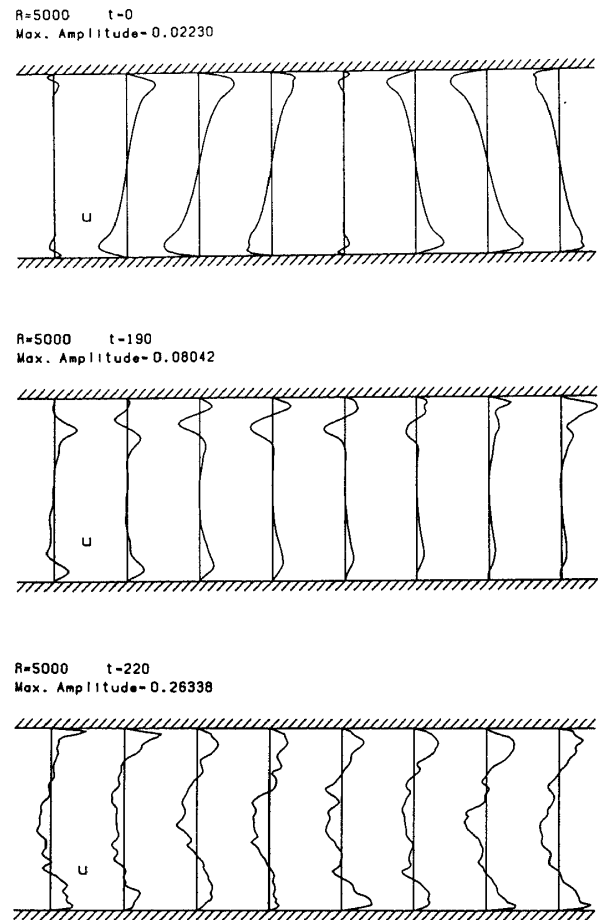 R=5000 t-0
Max. Amplitude-0.02230
u
R=5000 t-190
Max. Amplitude-0.08042
u
R=5000 t-220
Max. Amplitude-0.26338
u